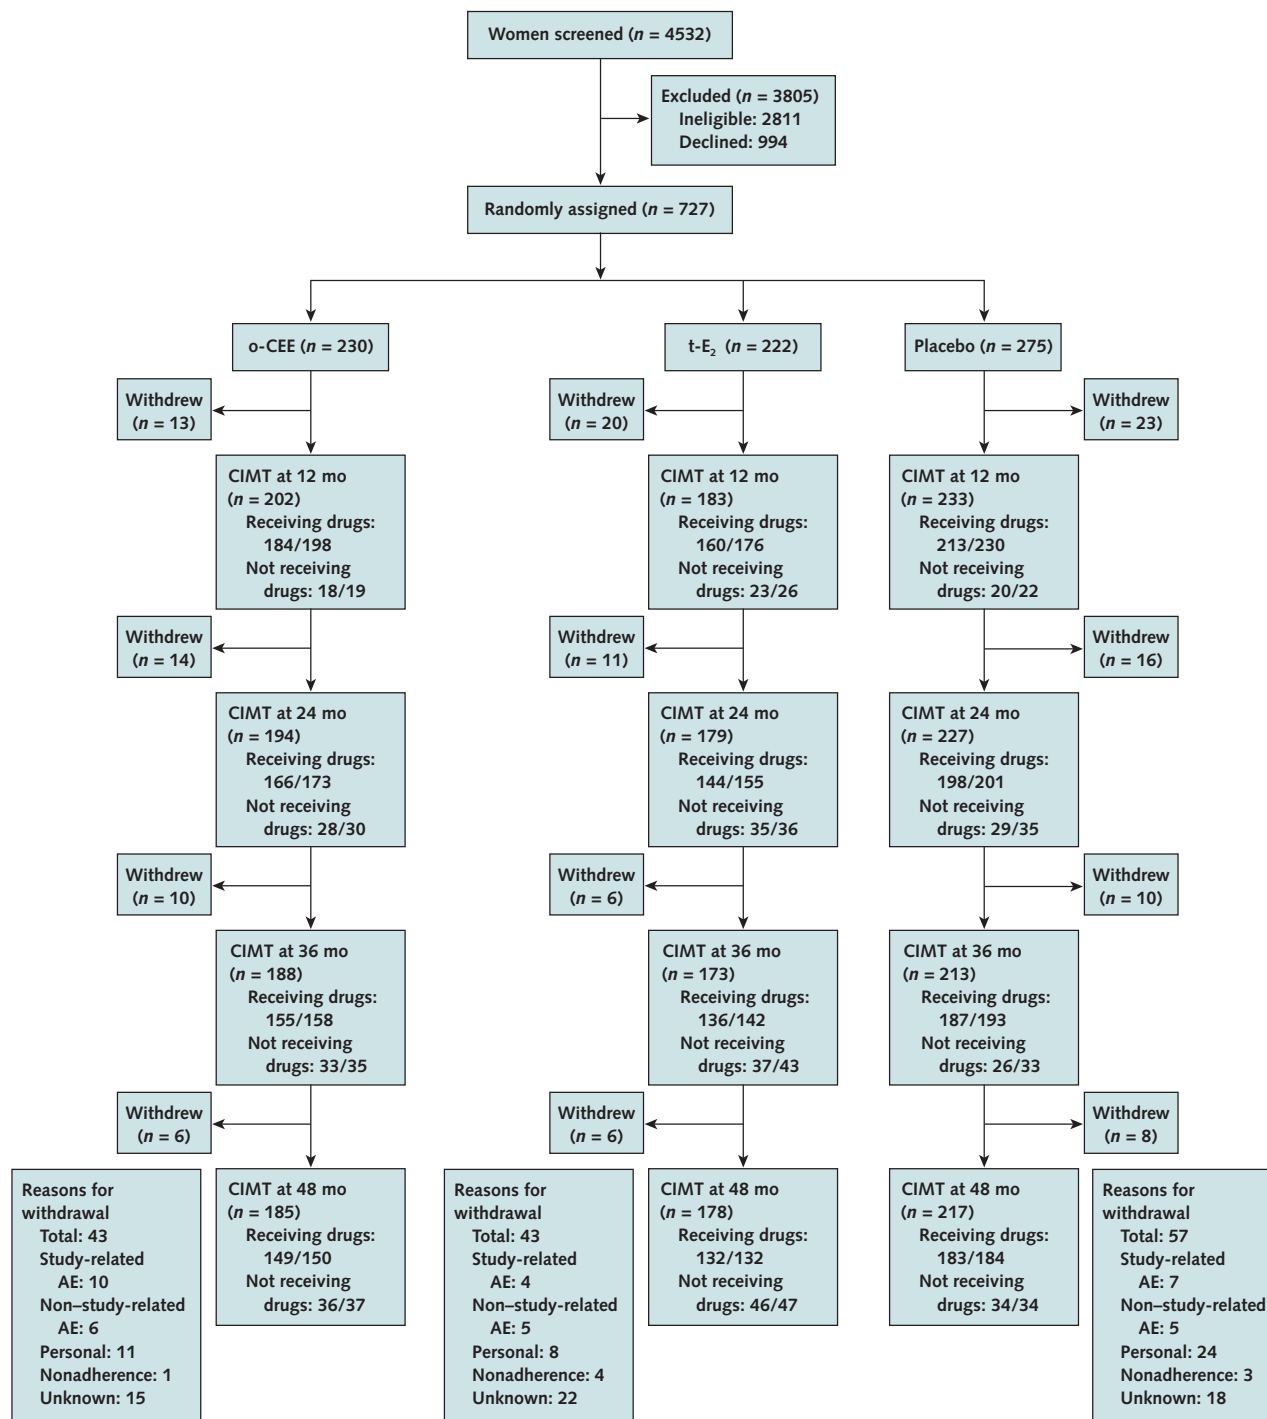 Women screened (n = 4532)
Excluded (n = 3805)
Ineligible: 2811
Declined: 994
Randomly assigned (n = 727)
o-CEE (n = 230)
t-E₂ (n = 222)
Placebo (n = 275)
Withdrew
(n = 13)
Withdrew
(n = 20)
Withdrew
(n = 23)
CIMT at 12 mo
(n = 202)
Receiving drugs:
184/198
Not receiving
drugs: 18/19
CIMT at 12 mo
(n = 183)
Receiving drugs:
160/176
Not receiving
drugs: 23/26
CIMT at 12 mo
(n = 233)
Receiving drugs:
213/230
Not receiving
drugs: 20/22
Withdrew
(n = 14)
Withdrew
(n = 11)
Withdrew
(n = 16)
CIMT at 24 mo
(n = 194)
Receiving drugs:
166/173
Not receiving
drugs: 28/30
CIMT at 24 mo
(n = 179)
Receiving drugs:
144/155
Not receiving
drugs: 35/36
CIMT at 24 mo
(n = 227)
Receiving drugs:
198/201
Not receiving
drugs: 29/35
Withdrew
(n = 10)
Withdrew
(n = 6)
Withdrew
(n = 10)
CIMT at 36 mo
(n = 188)
Receiving drugs:
155/158
Not receiving
drugs: 33/35
CIMT at 36 mo
(n = 173)
Receiving drugs:
136/142
Not receiving
drugs: 37/43
CIMT at 36 mo
(n = 213)
Receiving drugs:
187/193
Not receiving
drugs: 26/33
Withdrew
(n = 6)
Withdrew
(n = 6)
Withdrew
(n = 8)
Reasons for
withdrawal
Total: 43
Study-related
AE: 10
Non–study-related
AE: 6
Personal: 11
Nonadherence: 1
Unknown: 15
CIMT at 48 mo
(n = 185)
Receiving drugs:
149/150
Not receiving
drugs: 36/37
Reasons for
withdrawal
Total: 43
Study-related
AE: 4
Non–study-related
AE: 5
Personal: 8
Nonadherence: 4
Unknown: 22
CIMT at 48 mo
(n = 178)
Receiving drugs:
132/132
Not receiving
drugs: 46/47
CIMT at 48 mo
(n = 217)
Receiving drugs:
183/184
Not receiving
drugs: 34/34
Reasons for
withdrawal
Total: 57
Study-related
AE: 7
Non–study-related
AE: 5
Personal: 24
Nonadherence: 3
Unknown: 18